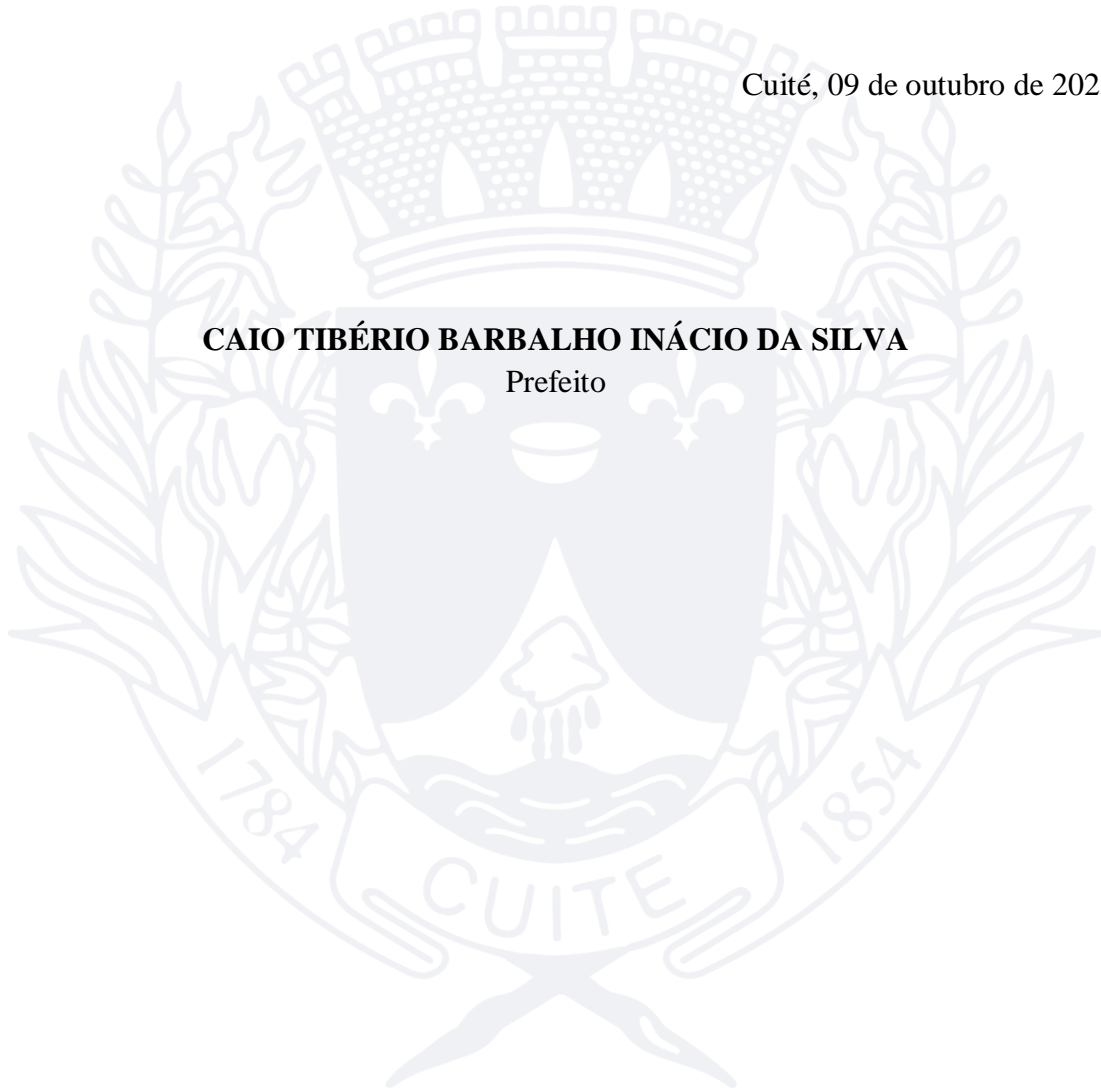 Cuité, 09 de outubro de 202
CAIO TIBÉRIO BARBALHO INÁCIO DA SILVA
Prefeito
1784
CUITE
1854